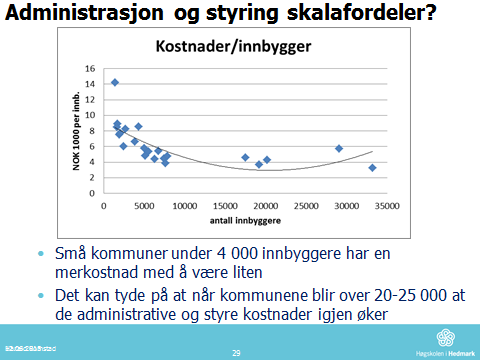 Administrasjon og styring skalafordeler?
Kostnader/innbygger
NOK 1000 per innb.
16
14
12
10
8
6
4
2
0
0 5000 10000 15000 20000 25000 30000 35000
antall innbyggere
• Små kommuner under 4 000 innbyggere har en
merkostnad med å være liten
• Det kan tyde på at når kommunene blir over 20-25 000 at
de administrative og styre kostnader igjen øker
29
Høgskolen i Hedmark